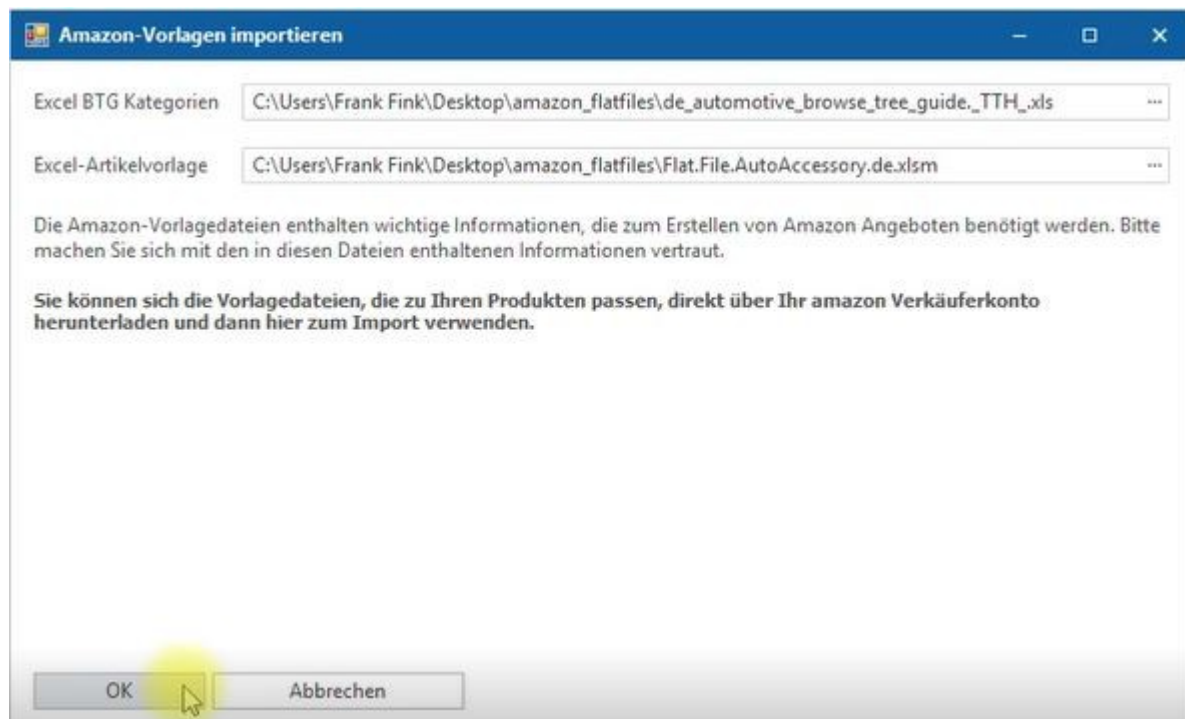 Amazon-Vorlagen importieren
Excel BTG Kategorien C:\Users\Frank Fink\Desktop\amazon_flatfiles\de_automotive_browse_tree_guide._TTH_.xls ...
Excel-Artikelvorlage C:\Users\Frank Fink\Desktop\amazon_flatfiles\Flat.File.AutoAccessory.de.xlsm ...
Die Amazon-Vorlagedateien enthalten wichtige Informationen, die zum Erstellen von Amazon Angeboten benötigt werden. Bitte
machen Sie sich mit den in diesen Dateien enthaltenen Informationen vertraut.
Sie können sich die Vorlagedateien, die zu Ihren Produkten passen, direkt über Ihr amazon Verkäuferkonto
herunterladen und dann hier zum Import verwenden.
OK Abbrechen